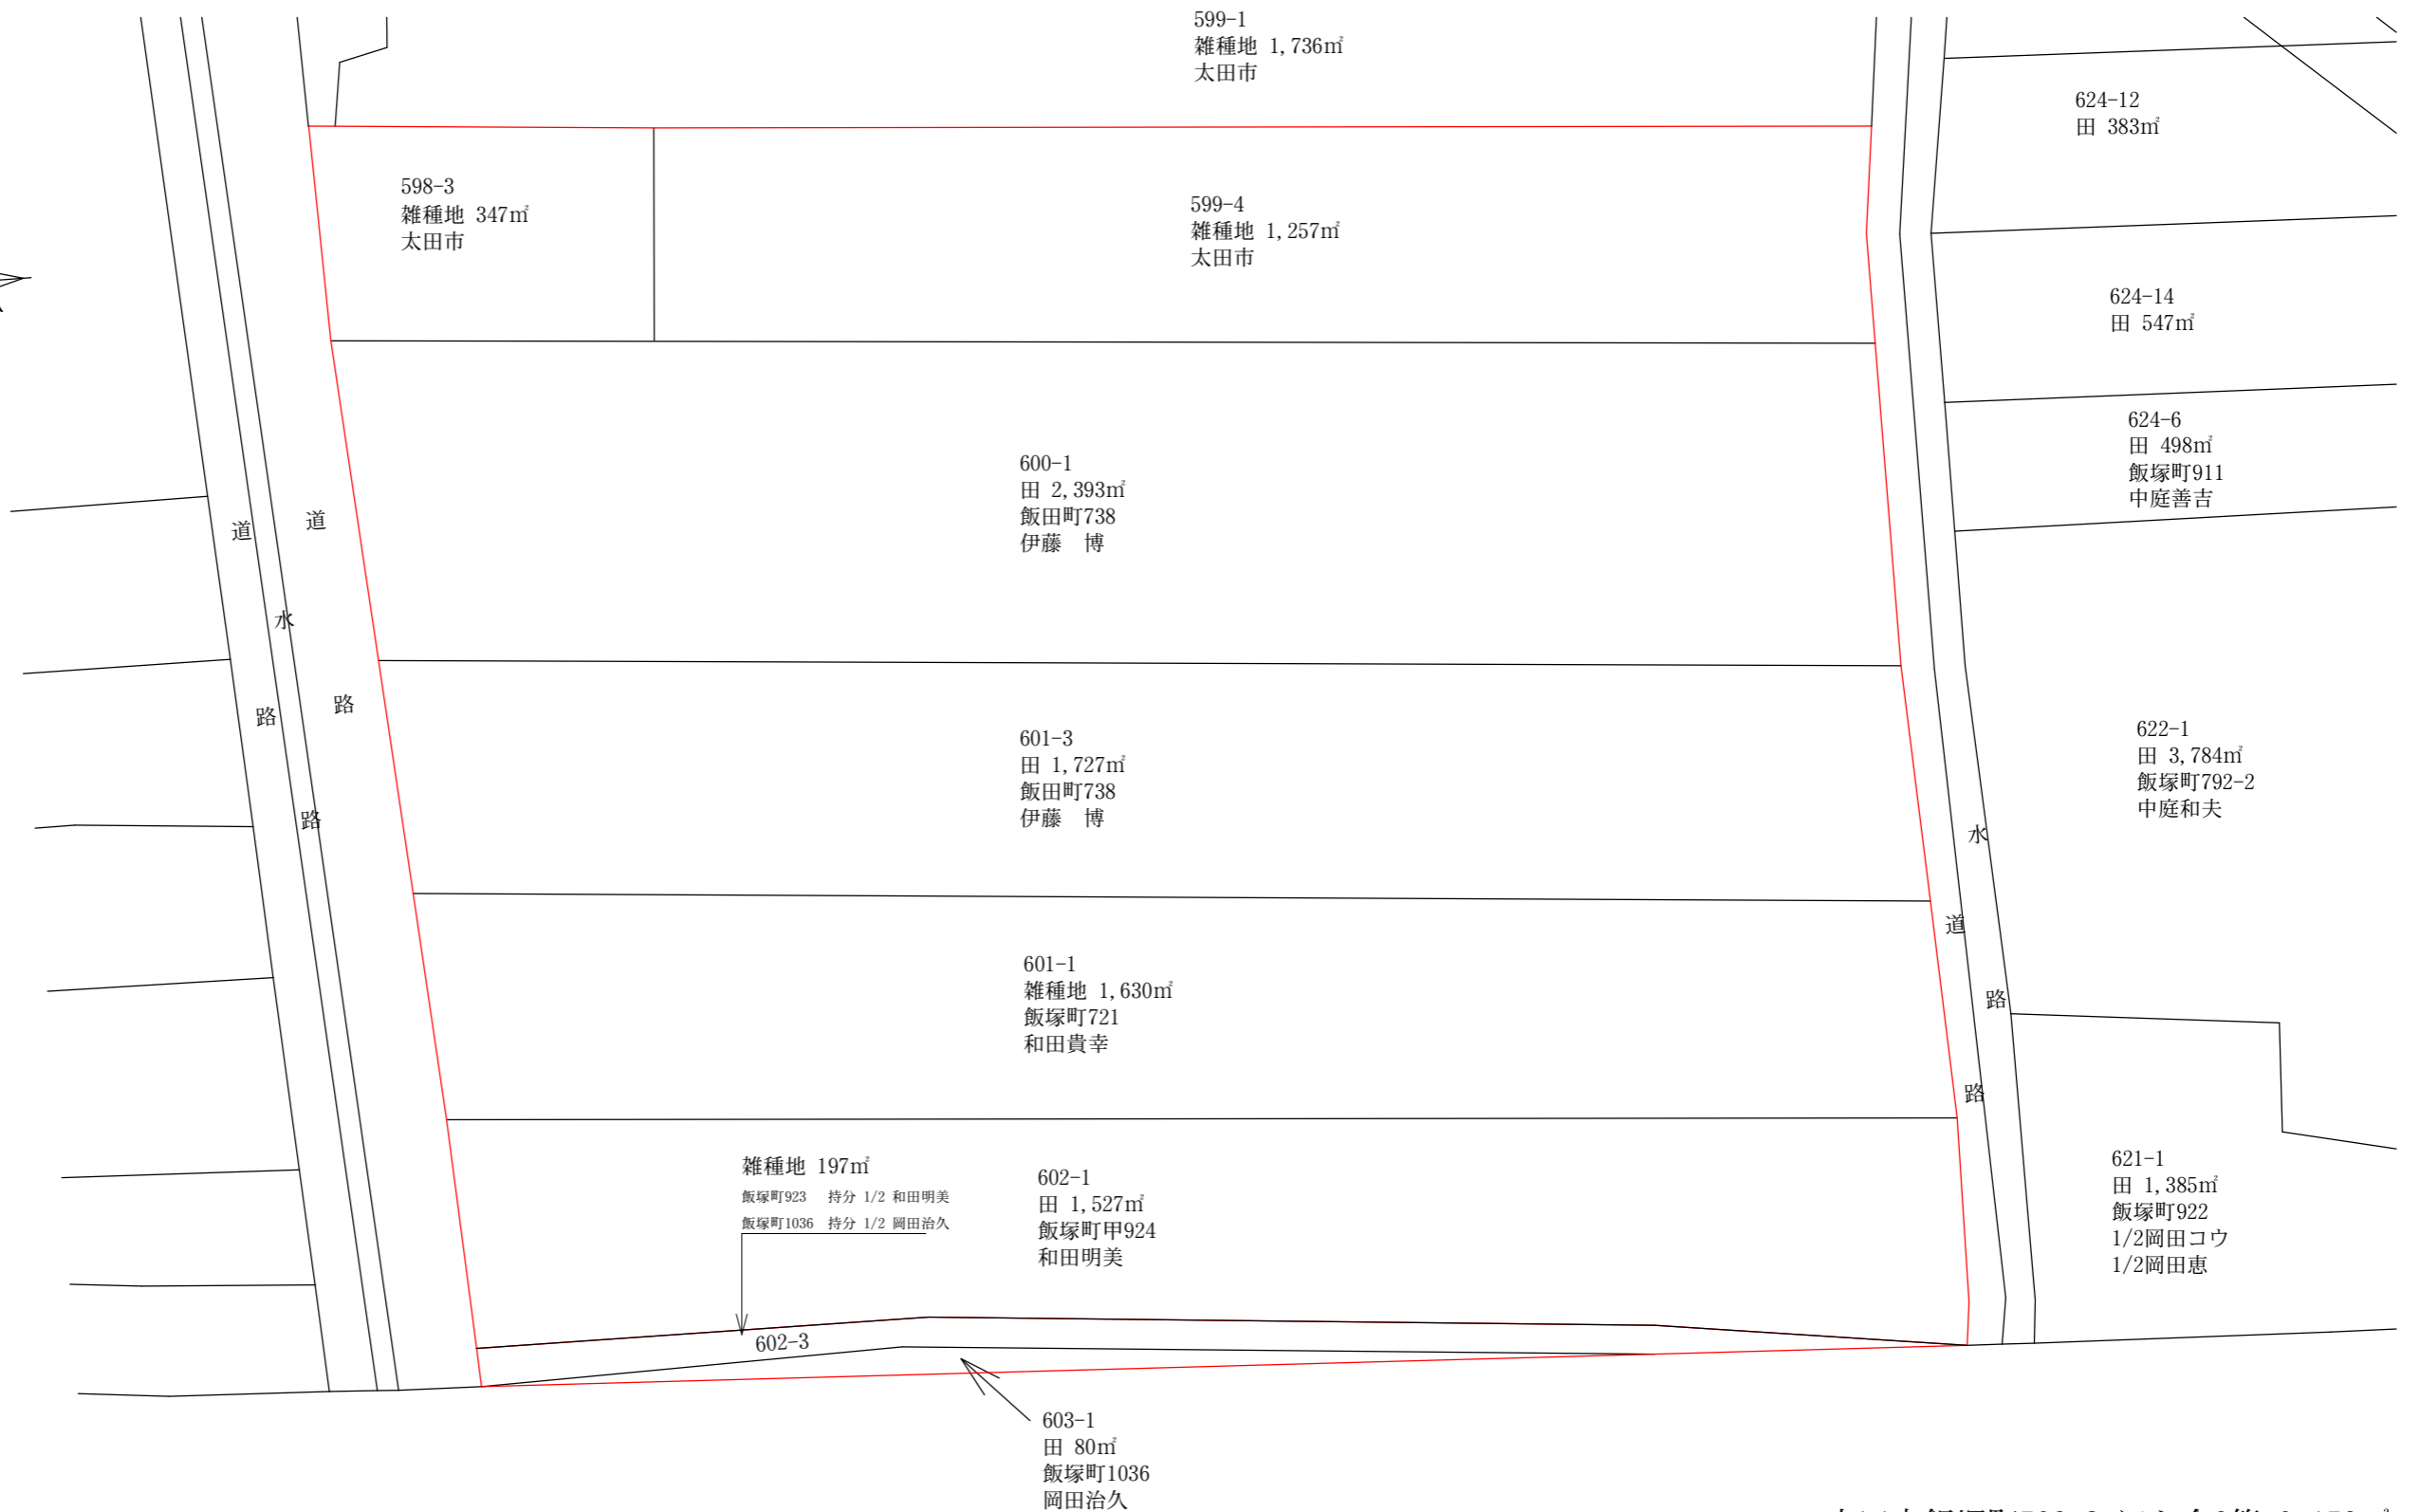 599-1
雑種地 1,736㎡
太田市
624-12
田 383㎡
598-3
雑種地 347㎡
太田市
599-4
雑種地 1,257㎡
太田市
624-14
田 547㎡
624-6
田 498㎡
飯塚町911
中庭善吉
600-1
田 2,393㎡
飯田町738
伊藤　博
道
路
水
路
道
路
601-3
田 1,727㎡
飯田町738
伊藤　博
622-1
田 3,784㎡
飯塚町792-2
中庭和夫
水
路
道
路
601-1
雑種地 1,630㎡
飯塚町721
和田貴幸
雑種地 197㎡
飯塚町923　持分 1/2 和田明美
飯塚町1036　持分 1/2 岡田治久
602-1
田 1,527㎡
飯塚町甲924
和田明美
621-1
田 1,385㎡
飯塚町922
1/2岡田コウ
1/2岡田恵
602-3
603-1
田 80㎡
飯塚町1036
岡田治久